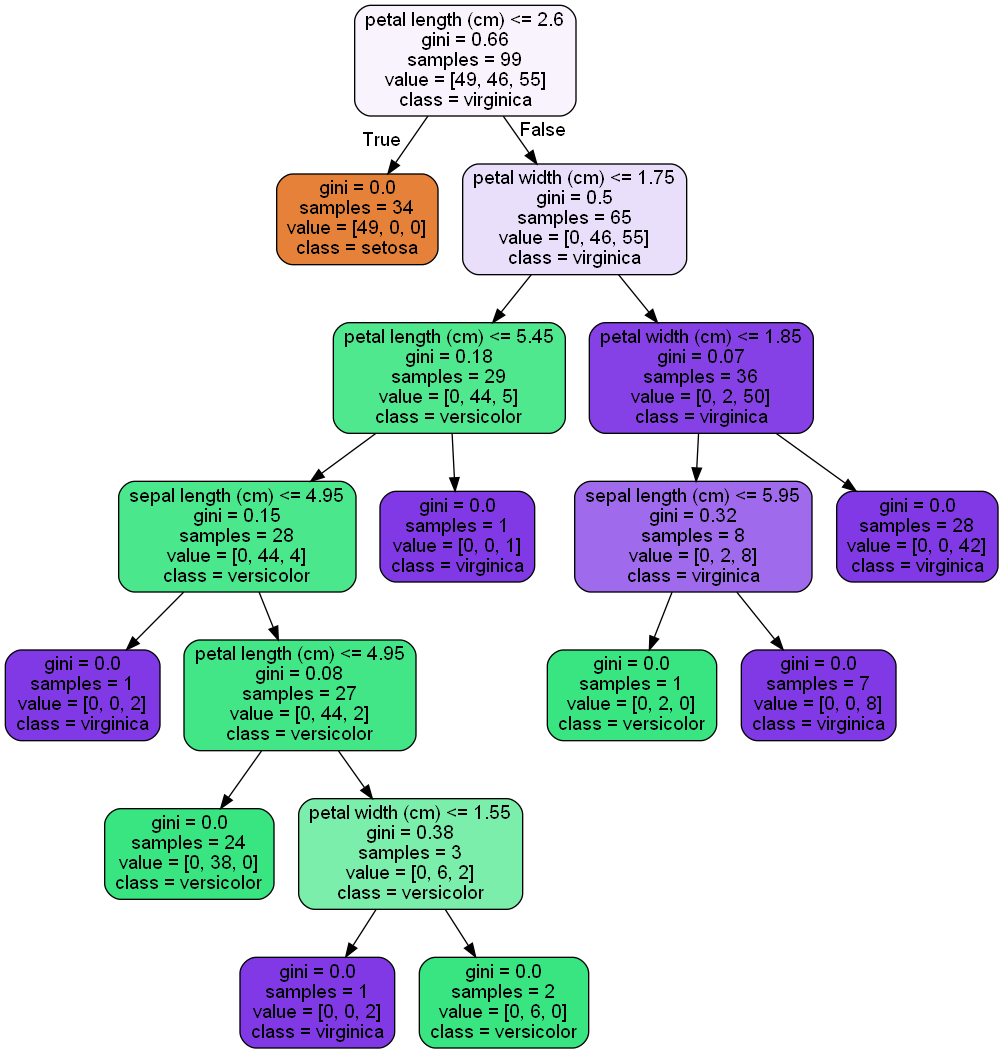 petal length (cm) <= 2.6
gini = 0.66
samples = 99
value = [49, 46, 55]
class = virginica
True
False
gini = 0.0
samples = 34
value = [49, 0, 0]
class = setosa
petal width (cm) <= 1.75
gini = 0.5
samples = 65
value = [0, 46, 55]
class = virginica
petal length (cm) <= 5.45
gini = 0.18
samples = 29
value = [0, 44, 5]
class = versicolor
petal width (cm) <= 1.85
gini = 0.07
samples = 36
value = [0, 2, 50]
class = virginica
sepal length (cm) <= 4.95
gini = 0.15
samples = 28
value = [0, 44, 4]
class = versicolor
gini = 0.0
samples = 1
value = [0, 0, 1]
class = virginica
sepal length (cm) <= 5.95
gini = 0.32
samples = 8
value = [0, 2, 8]
class = virginica
gini = 0.0
samples = 28
value = [0, 0, 42]
class = virginica
gini = 0.0
samples = 1
value = [0, 0, 2]
class = virginica
petal length (cm) <= 4.95
gini = 0.08
samples = 27
value = [0, 44, 2]
class = versicolor
gini = 0.0
samples = 1
value = [0, 2, 0]
class = versicolor
gini = 0.0
samples = 7
value = [0, 0, 8]
class = virginica
gini = 0.0
samples = 24
value = [0, 38, 0]
class = versicolor
petal width (cm) <= 1.55
gini = 0.38
samples = 3
value = [0, 6, 2]
class = versicolor
gini = 0.0
samples = 1
value = [0, 0, 2]
class = virginica
gini = 0.0
samples = 2
value = [0, 6, 0]
class = versicolor